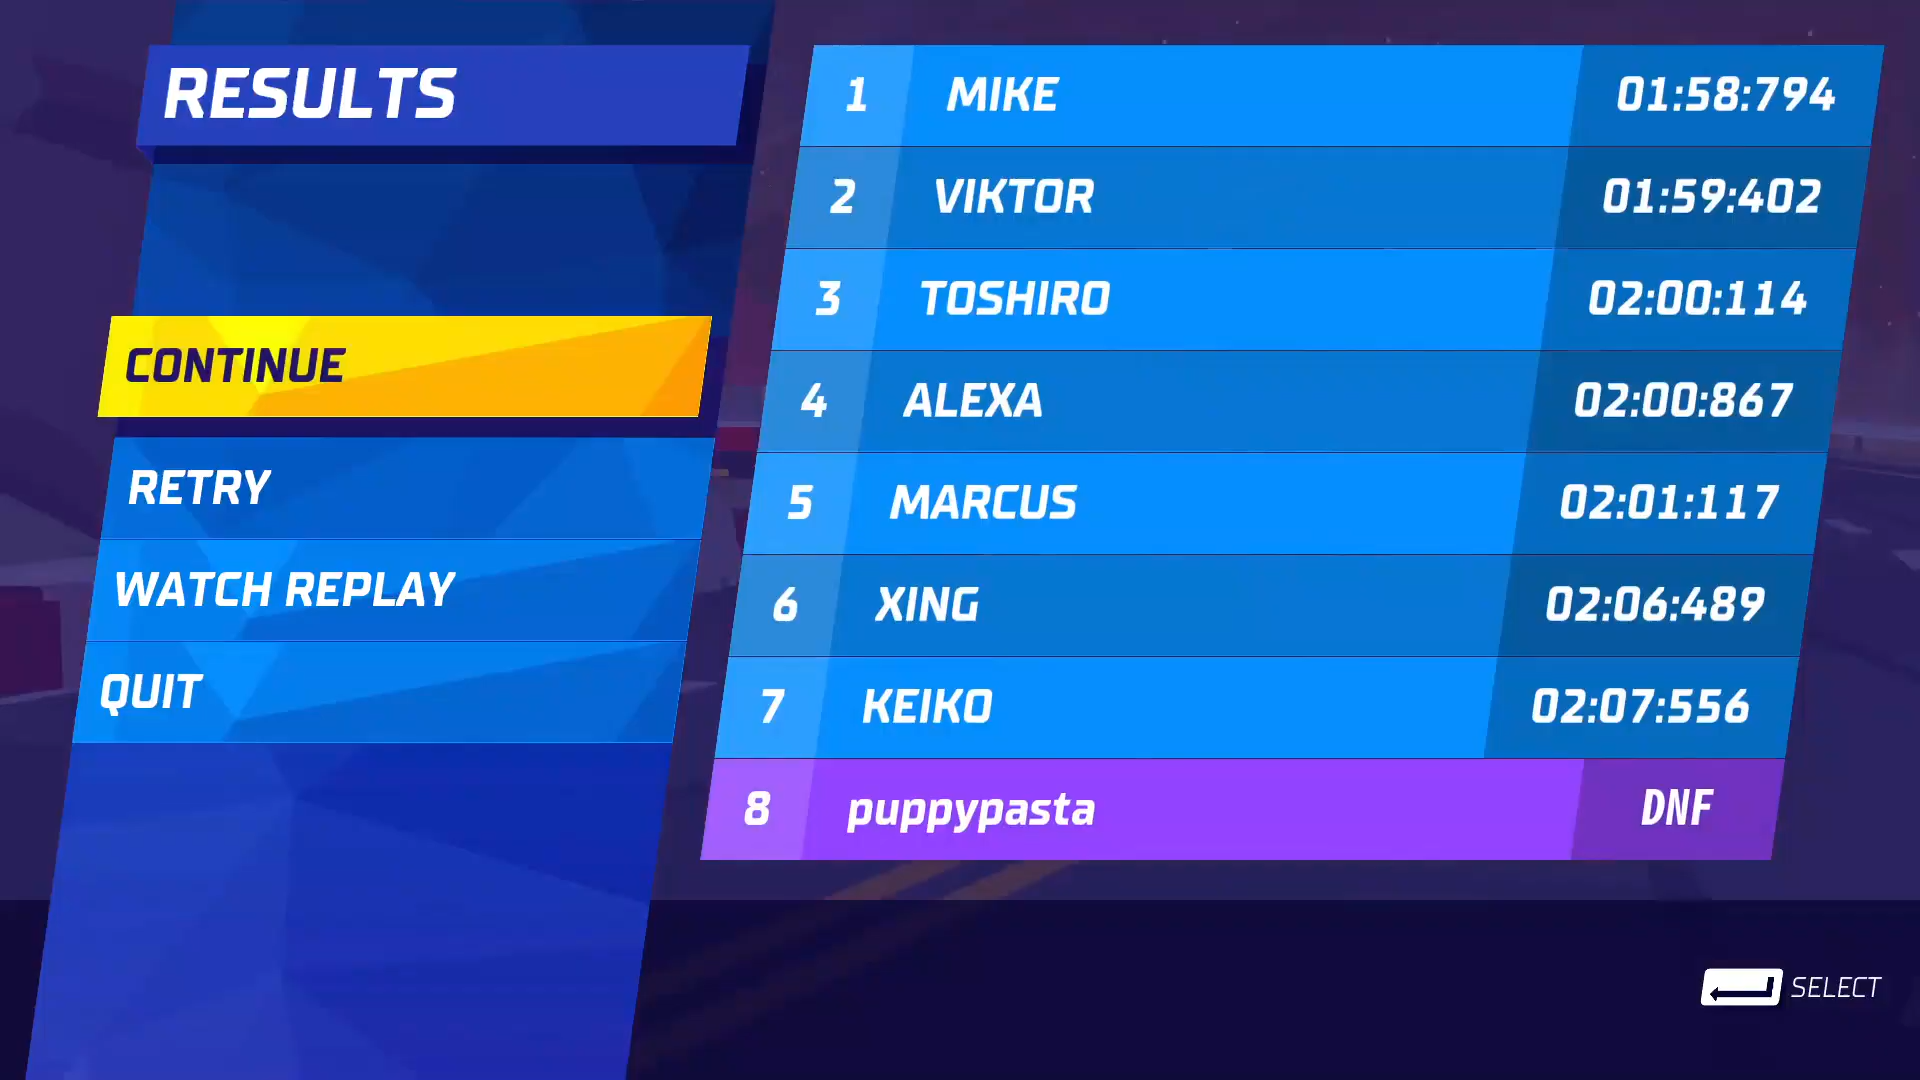 RESULTS
CONTINUE
RETRY
WATCH REPLAY
QUIT
1 MIKE 01:58:794
2 VIKTOR 01:59:402
3 TOSHIRO 02:00:114
4 ALEXA 02:00:867
5 MARCUS 02:01:117
6 XING 02:06:489
7 KEIKO 02:07:556
8 puppypasta DNF
SELECT